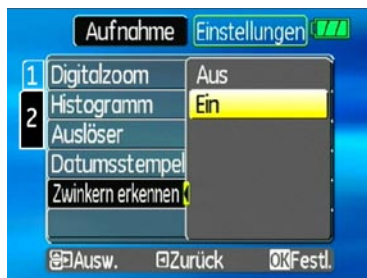 Aufnahme Einstellungen
1
2
Digitalzoom
Histogramm
Auslöser
Datumsstempel
Zwinkern erkennen
Aus
Ein
Ausw. Zurück OK Festl.